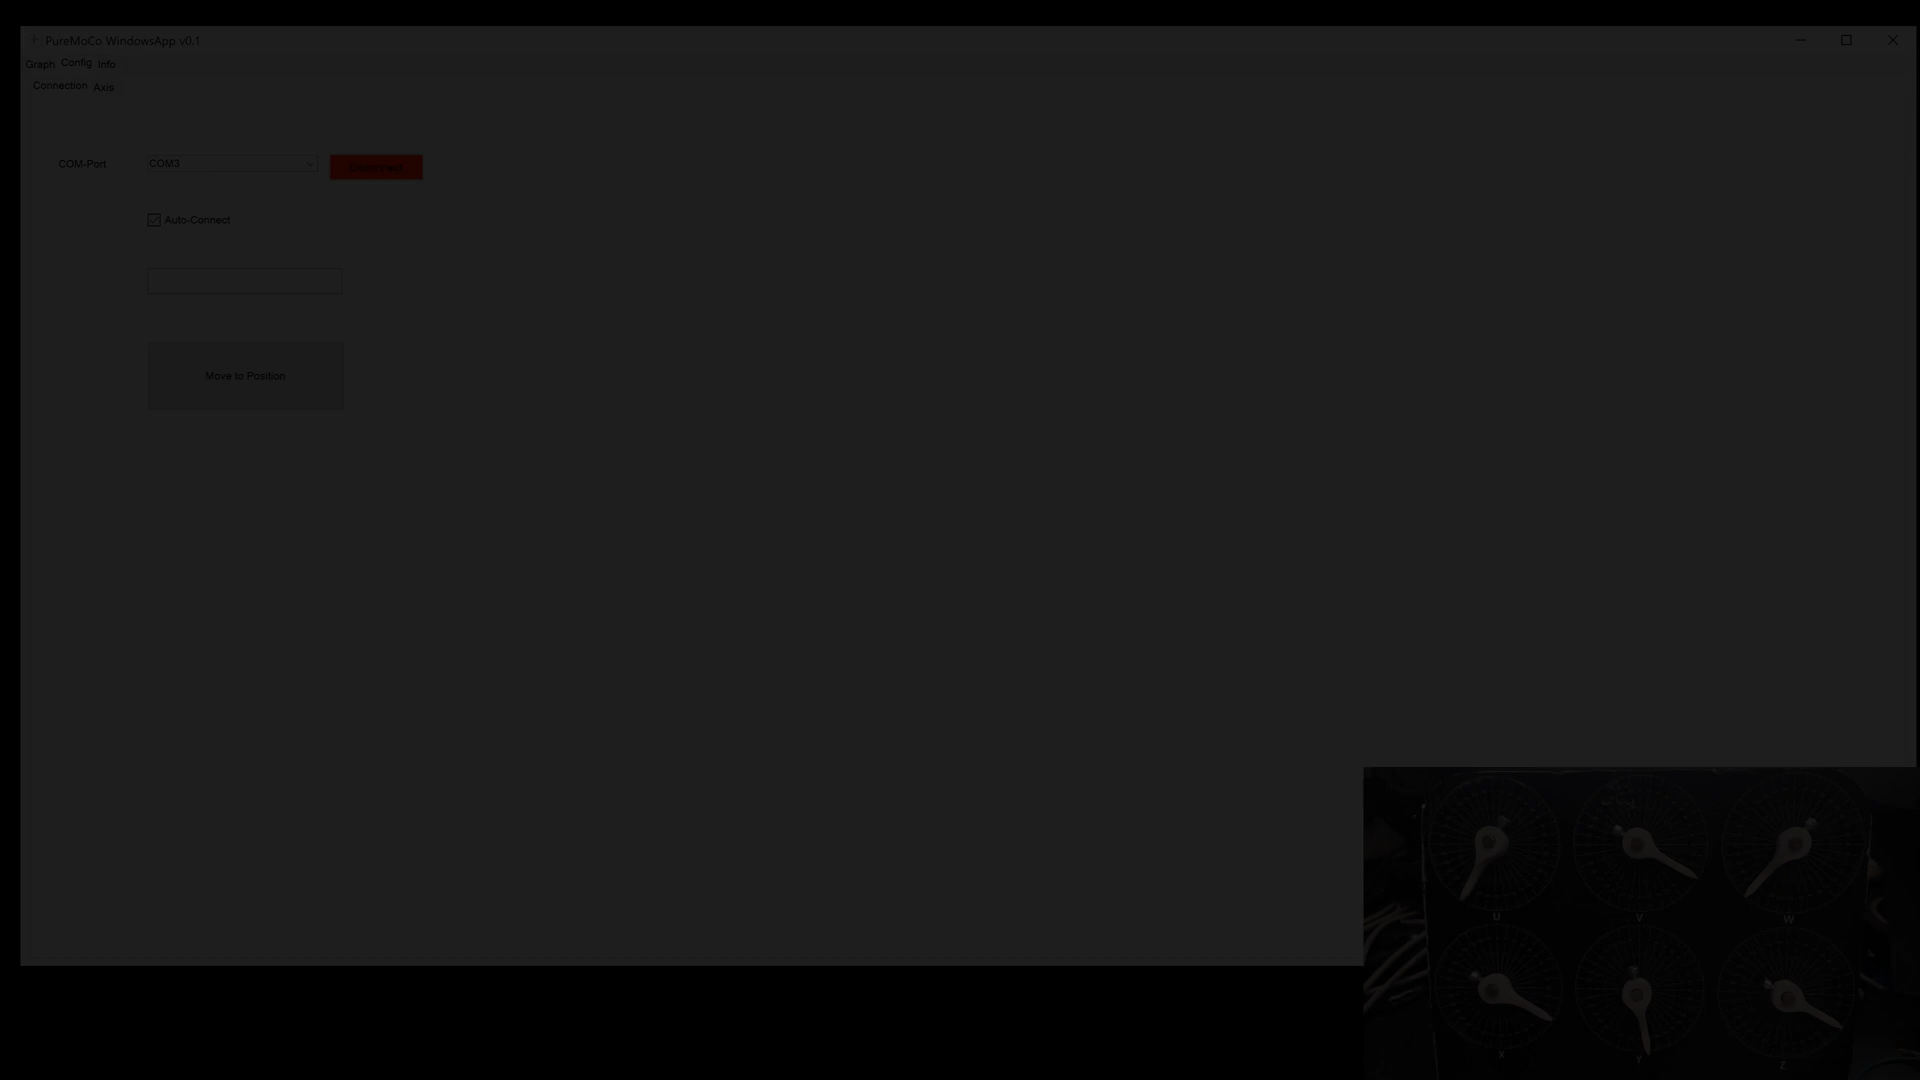 PureMoCo WindowsApp v0.1
Graph Config Info
Connection Axis
COM-Port COM3
Auto-Connect
Move to Position
U V W
X Y Z